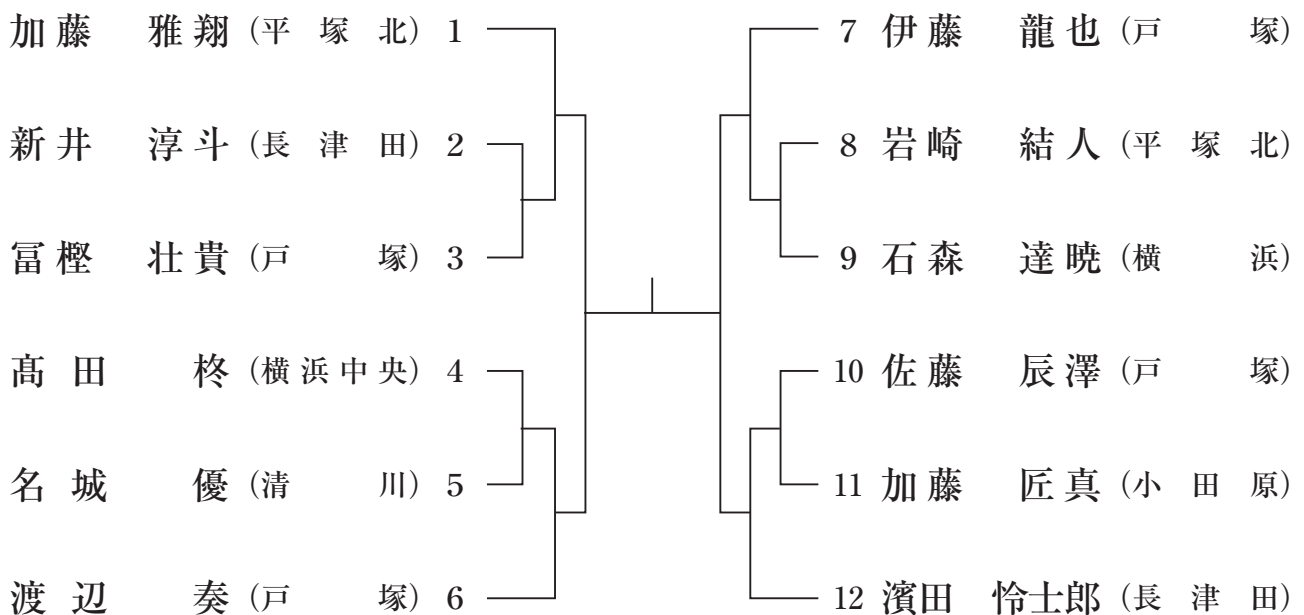 加藤 雅翔 (平塚北) 1
新井 淳斗 (長津田) 2
冨樫 壮貴 (戸塚) 3
髙田 柊 (横浜中央) 4
名城 優 (清川) 5
渡辺 奏 (戸塚) 6
7 伊藤 龍也 (戸塚)
8 岩崎 結人 (平塚北)
9 石森 達暁 (横浜)
10 佐藤 辰澤 (戸塚)
11 加藤 匠真 (小田原)
12 濱田 怜士郎 (長津田)